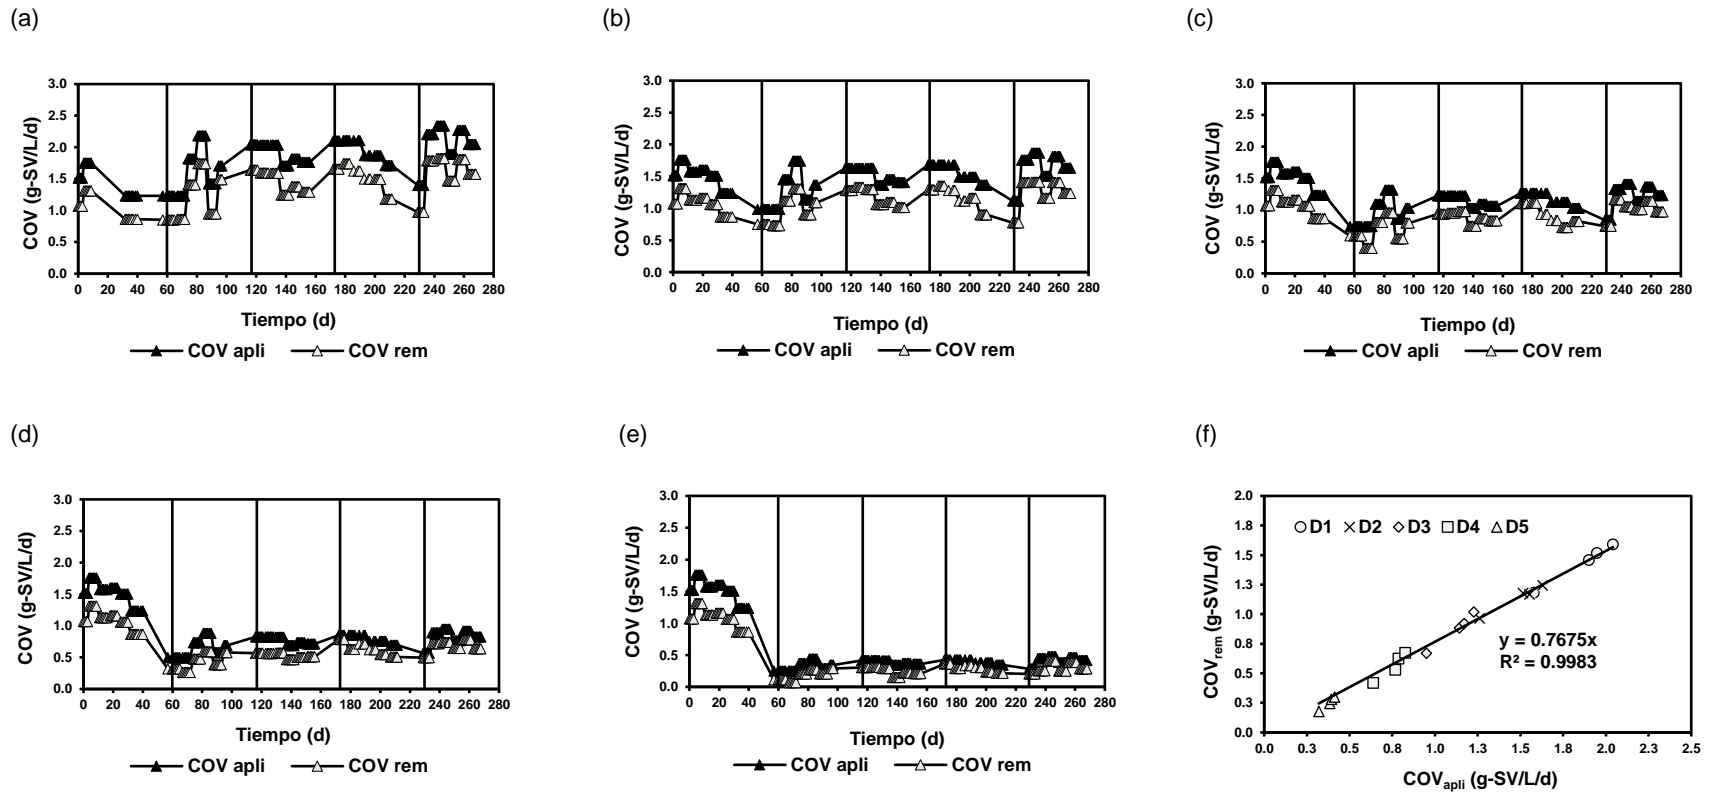 (a)
COV (g-SV/L/d)
3.0
2.5
2.0
1.5
1.0
0.5
0.0
0 20 40 60 80 100 120 140 160 180 200 220 240 260 280
Tiempo (d)
COV apli COV rem
(b)
COV (g-SV/L/d)
3.0
2.5
2.0
1.5
1.0
0.5
0.0
0 20 40 60 80 100 120 140 160 180 200 220 240 260 280
Tiempo (d)
COV apli COV rem
(c)
COV (g-SV/L/d)
3.0
2.5
2.0
1.5
1.0
0.5
0.0
0 20 40 60 80 100 120 140 160 180 200 220 240 260 280
Tiempo (d)
COV apli COV rem
(d)
COV (g-SV/L/d)
3.0
2.5
2.0
1.5
1.0
0.5
0.0
0 20 40 60 80 100 120 140 160 180 200 220 240 260 280
Tiempo (d)
COV apli COV rem
(e)
COV (g-SV/L/d)
3.0
2.5
2.0
1.5
1.0
0.5
0.0
0 20 40 60 80 100 120 140 160 180 200 220 240 260 280
Tiempo (d)
COV apli COV rem
(f)
COVrem (g-SV/L/d)
2.0
1.8
1.5
1.3
1.0
0.8
0.5
0.3
0.0
D1 D2 D3 D4 D5
y = 0.7675x
R² = 0.9983
0.0 0.3 0.5 0.8 1.0 1.3 1.5 1.8 2.0 2.3 2.5
COVapli (g-SV/L/d)